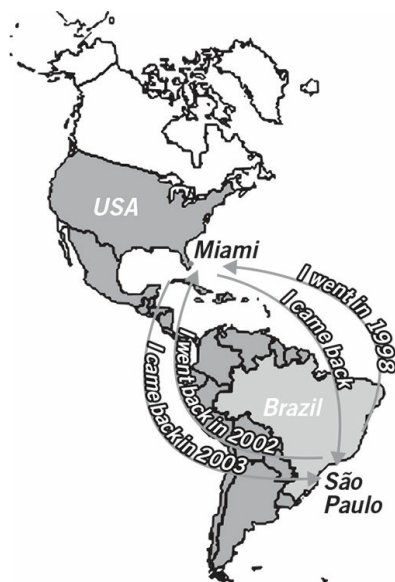 USA
Miami
I went in 1998
I came back
I went back in 2002
I came back in 2003
Brazil
São
Paulo